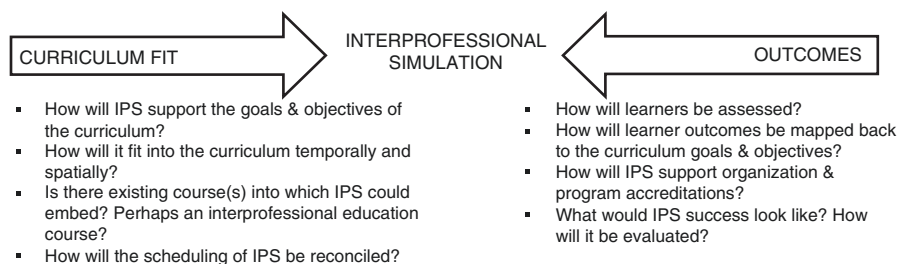 CURRICULUM FIT
INTERPROFESSIONAL
SIMULATION
OUTCOMES
▪ How will IPS support the goals & objectives of
the curriculum?
▪ How will it fit into the curriculum temporally and
spatially?
▪ Is there existing course(s) into which IPS could
embed? Perhaps an interprofessional education
course?
▪ How will the scheduling of IPS be reconciled?
▪ How will learners be assessed?
▪ How will learner outcomes be mapped back
to the curriculum goals & objectives?
▪ How will IPS support organization &
program accreditations?
▪ What would IPS success look like? How
will it be evaluated?